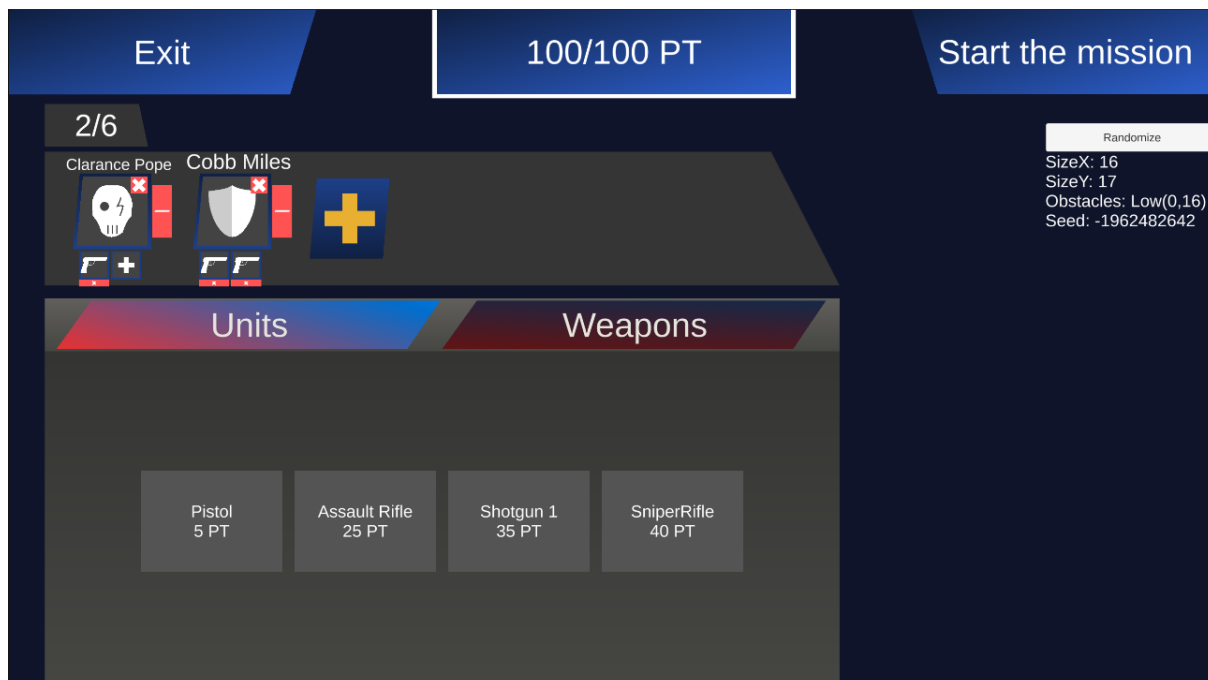 Exit
100/100 PT
Start the mission
2/6
Randomize
Clarance Pope
Cobb Miles
SizeX: 16
SizeY: 17
Obstacles: Low(0,16)
Seed: -1962482642
Units
Weapons
Pistol
5 PT
Assault Rifle
25 PT
Shotgun 1
35 PT
SniperRifle
40 PT